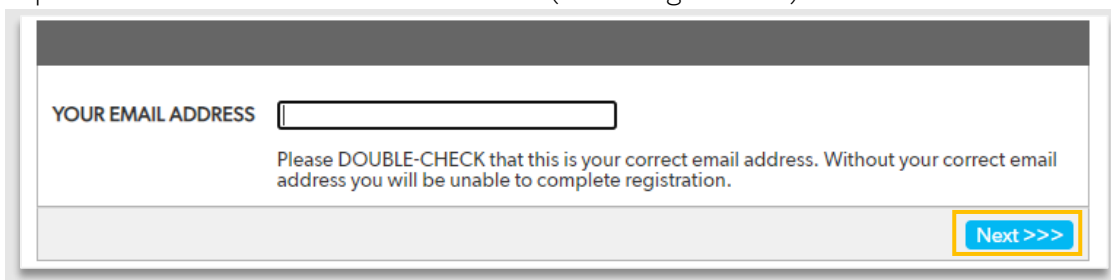 YOUR EMAIL ADDRESS
Please DOUBLE-CHECK that this is your correct email address. Without your correct email
address you will be unable to complete registration.
Next >>>